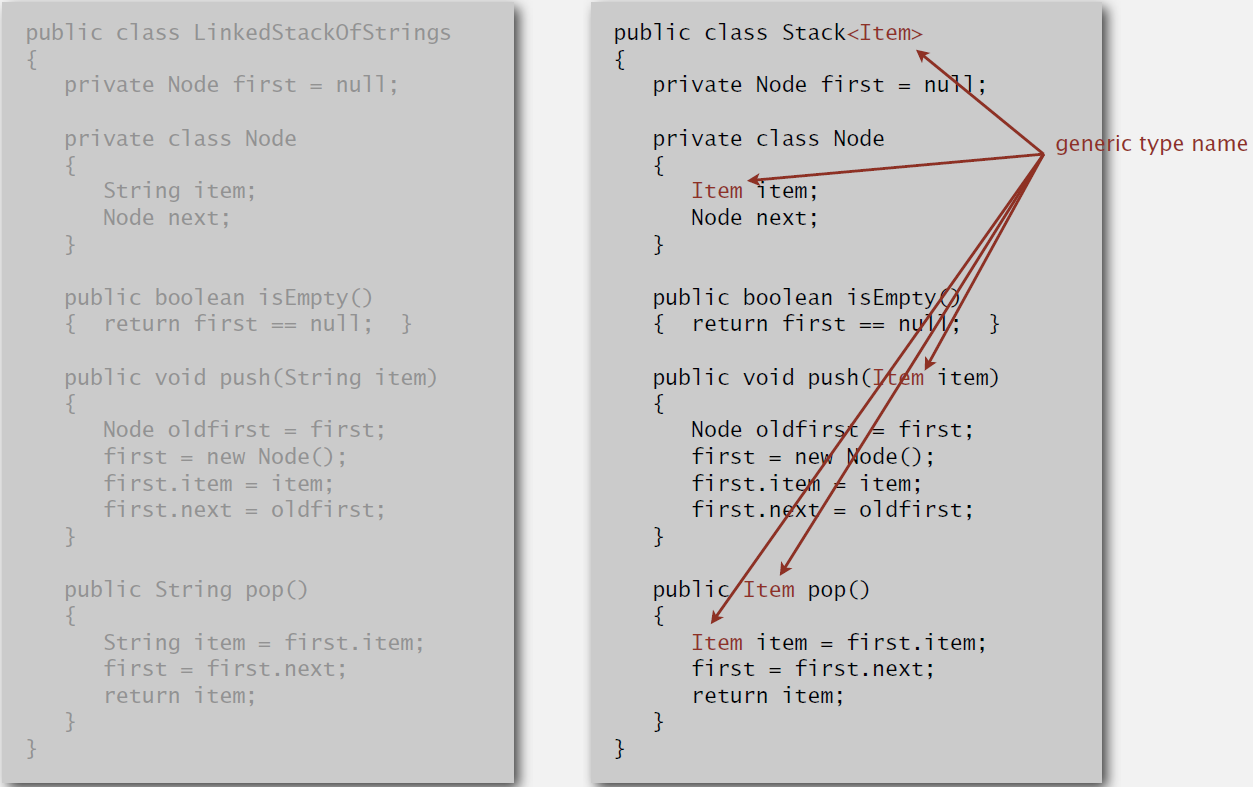 public class LinkedStackOfStrings
{
   private Node first = null;

   private class Node
   {
      String item;
      Node next;
   }

   public boolean isEmpty()
   {  return first == null;  }

   public void push(String item)
   {
      Node oldfirst = first;
      first = new Node();
      first.item = item;
      first.next = oldfirst;
   }

   public String pop()
   {
      String item = first.item;
      first = first.next;
      return item;
   }
}
public class Stack<Item>
{
   private Node first = null;

   private class Node
   {
      Item item;
      Node next;
   }

   public boolean isEmpty()
   {  return first == null;  }

   public void push(Item item)
   {
      Node oldfirst = first;
      first = new Node();
      first.item = item;
      first.next = oldfirst;
   }

   public Item pop()
   {
      Item item = first.item;
      first = first.next;
      return item;
   }
}
generic type name